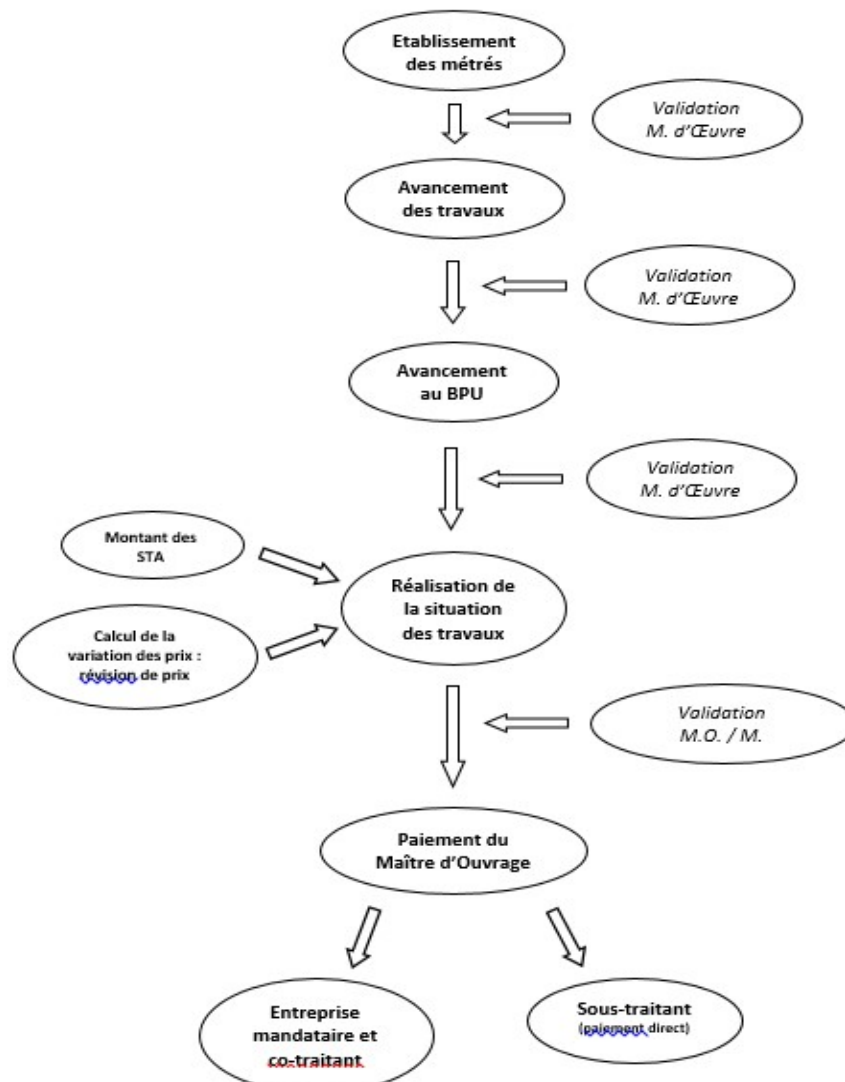 Etablissement
des métrés
Validation
M. d'Œuvre
Avancement
des travaux
Validation
M. d'Œuvre
Avancement
au BPU
Validation
M. d'Œuvre
Montant des
STA
Réalisation de
la situation
des travaux
Calcul de la
variation des prix :
révision de prix
Validation
M.O. / M.
Paiement du
Maître d'Ouvrage
Entreprise
mandataire et
co-traitant
Sous-traitant
(paiement direct)